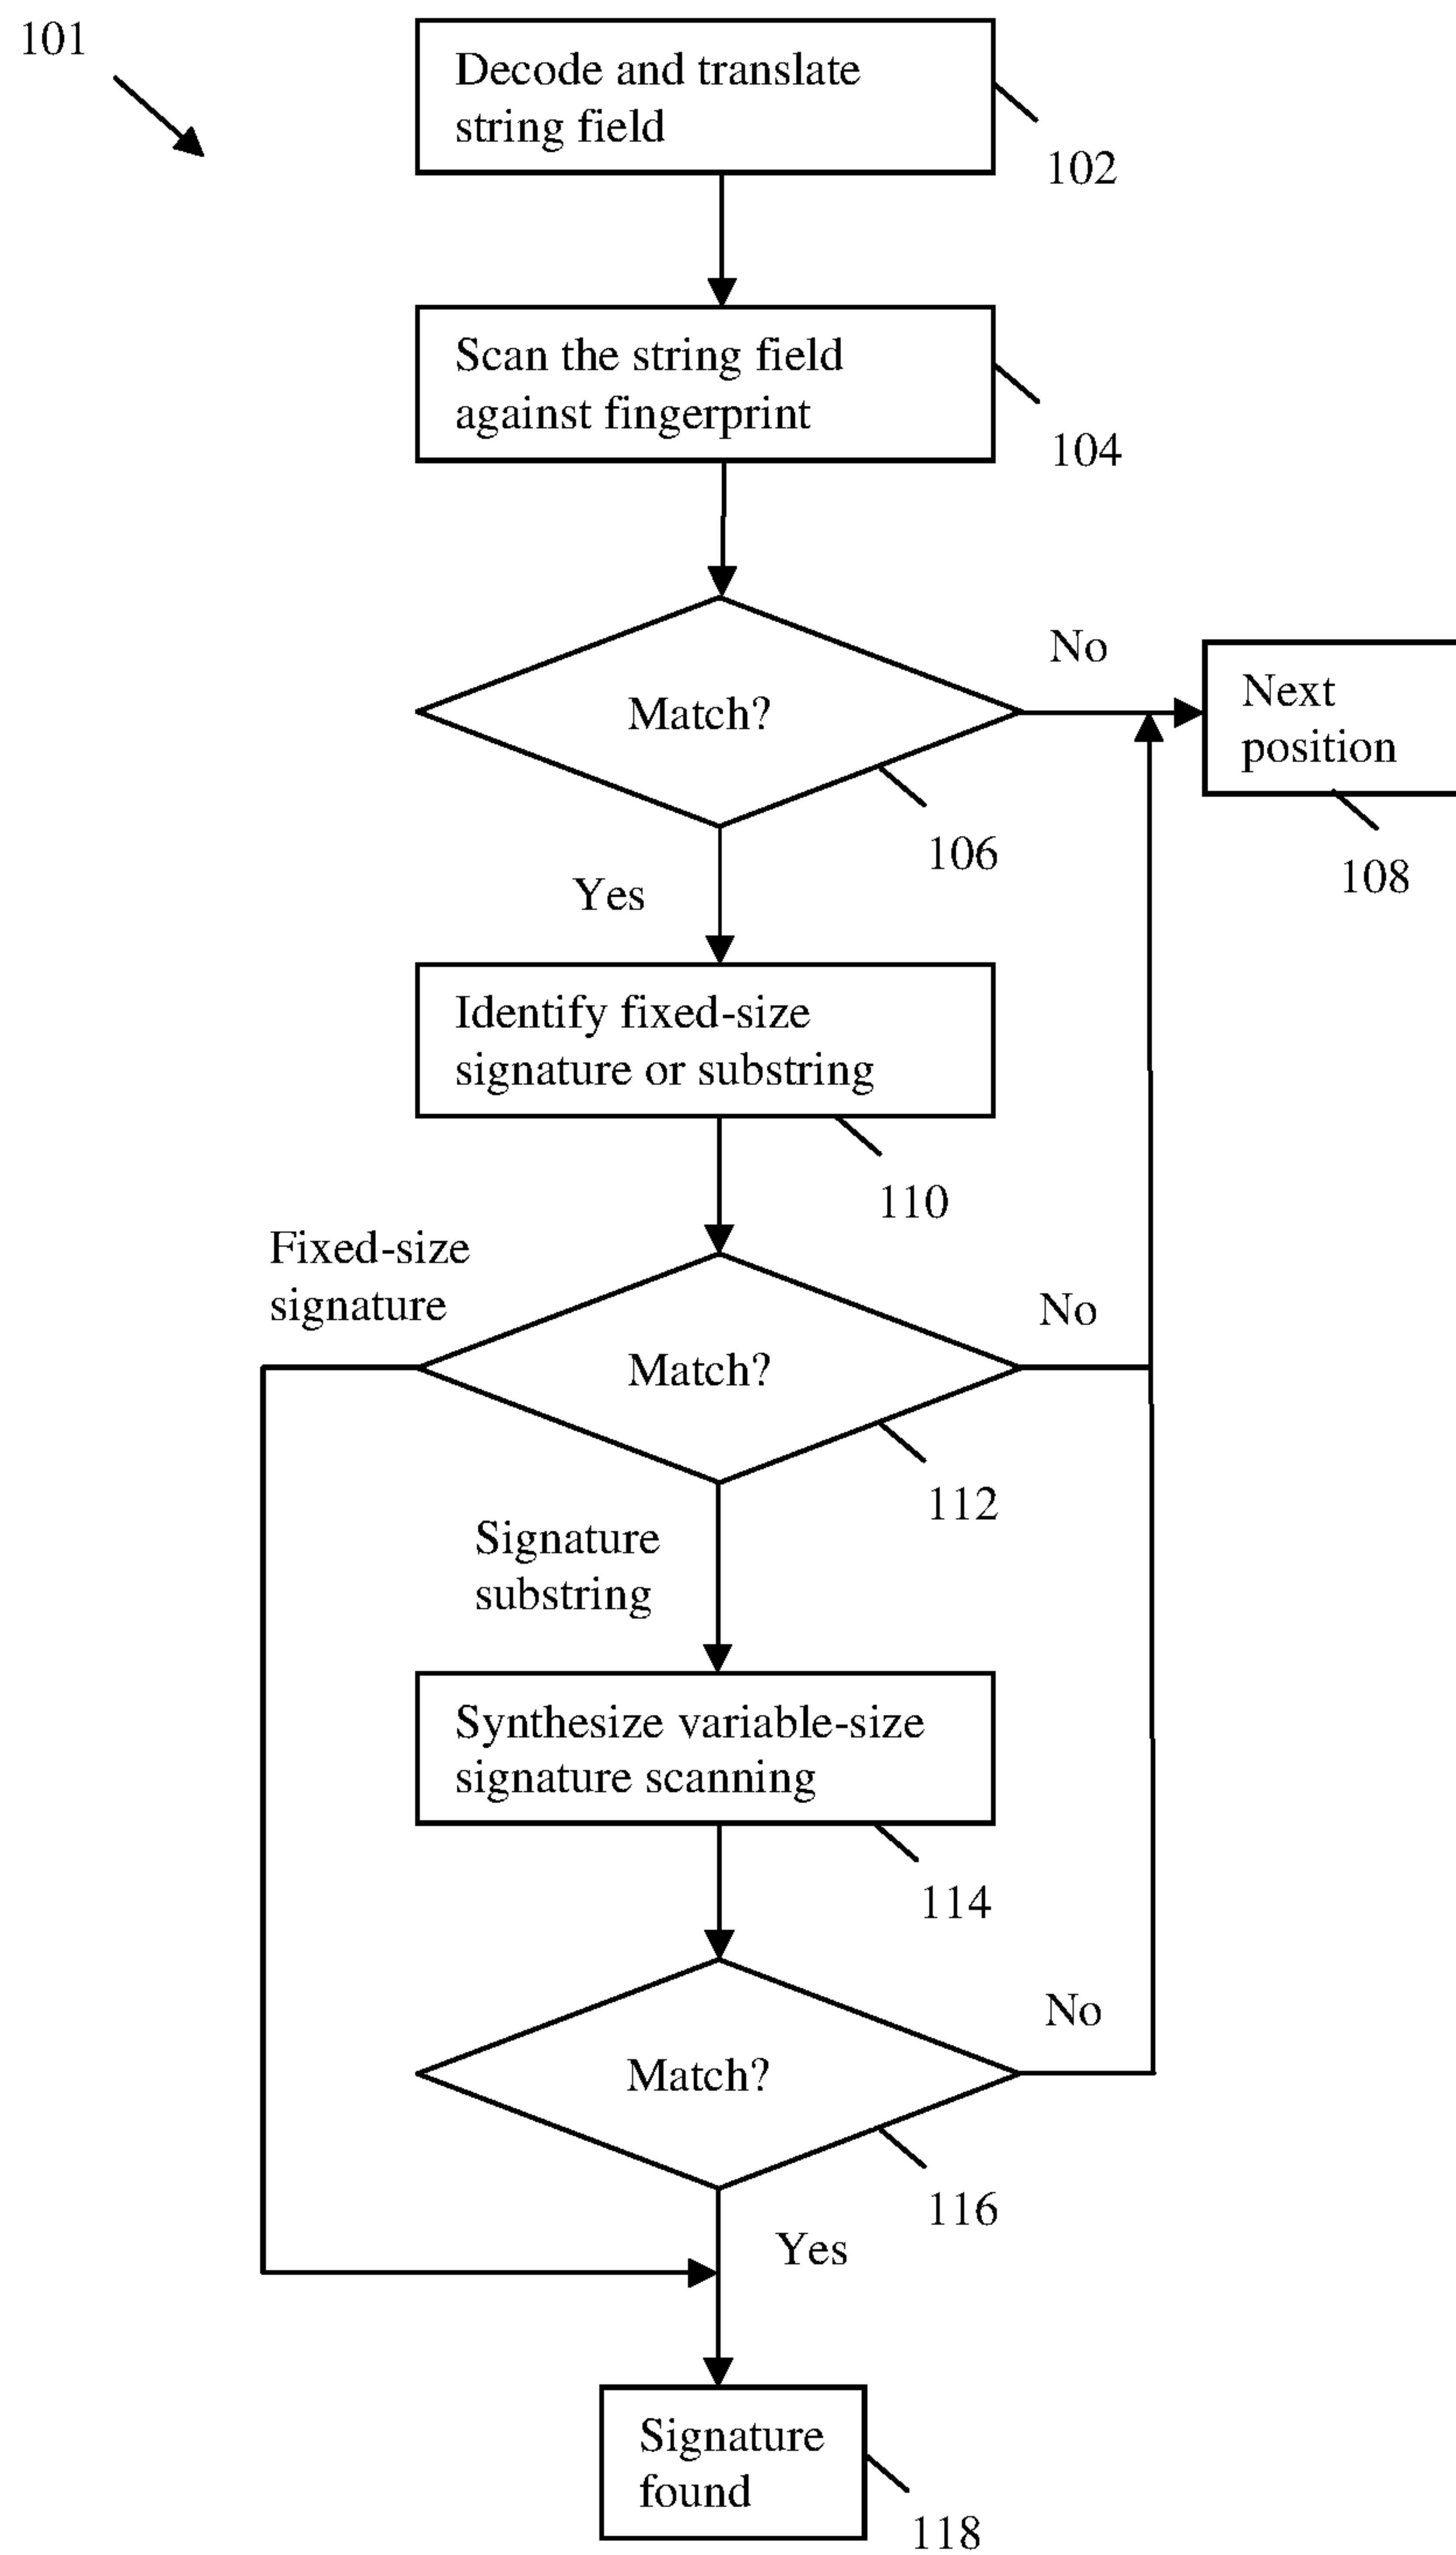 101
Decode and translate
string field
102
Scan the string field
against fingerprint
104
Match?
No
Next
position
106
108
Yes
Identify fixed-size
signature or substring
110
Fixed-size
signature
Match?
No
112
Signature
substring
Synthesize variable-size
signature scanning
114
Match?
No
116
Yes
Signature
found
118